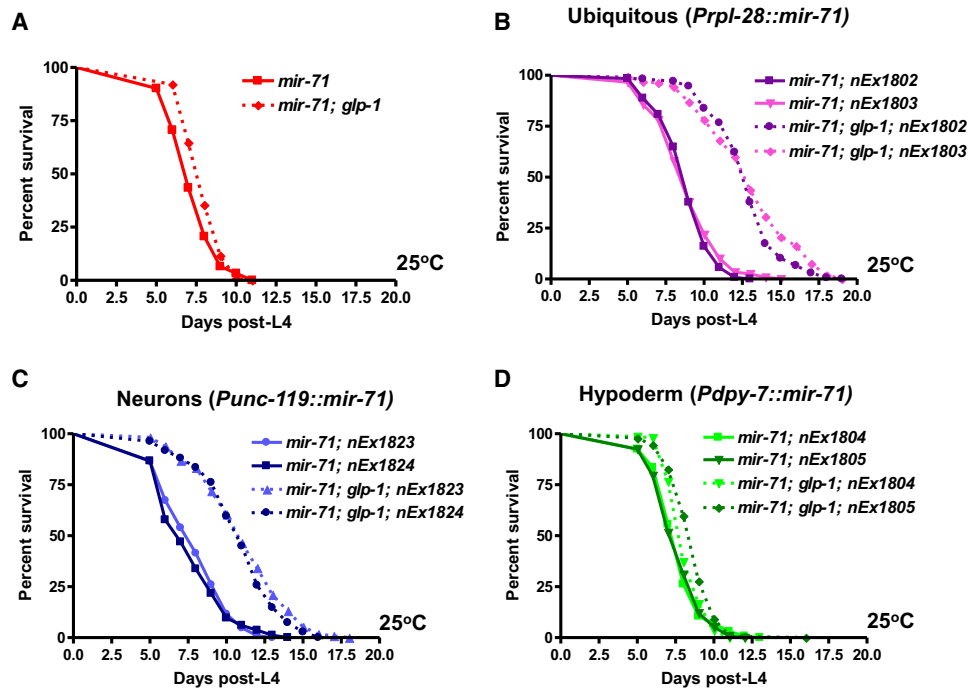 A
mir-71
mir-71; glp-1
Percent survival
100
75
50
25
0
0.0 2.5 5.0 7.5 10.0 12.5 15.0 17.5 20.0
Days post-L4
25°C
B
Ubiquitous (Prpl-28::mir-71)
mir-71; nEx1802
mir-71; nEx1803
mir-71; glp-1; nEx1802
mir-71; glp-1; nEx1803
Percent survival
100
75
50
25
0
0.0 2.5 5.0 7.5 10.0 12.5 15.0 17.5 20.0
Days post-L4
25°C
C
Neurons (Punc-119::mir-71)
mir-71; nEx1823
mir-71; nEx1824
mir-71; glp-1; nEx1823
mir-71; glp-1; nEx1824
Percent survival
100
75
50
25
0
0.0 2.5 5.0 7.5 10.0 12.5 15.0 17.5 20.0
Days post-L4
25°C
D
Hypoderm (Pdpy-7::mir-71)
mir-71; nEx1804
mir-71; nEx1805
mir-71; glp-1; nEx1804
mir-71; glp-1; nEx1805
Percent survival
100
75
50
25
0
0.0 2.5 5.0 7.5 10.0 12.5 15.0 17.5 20.0
Days post-L4
25°C